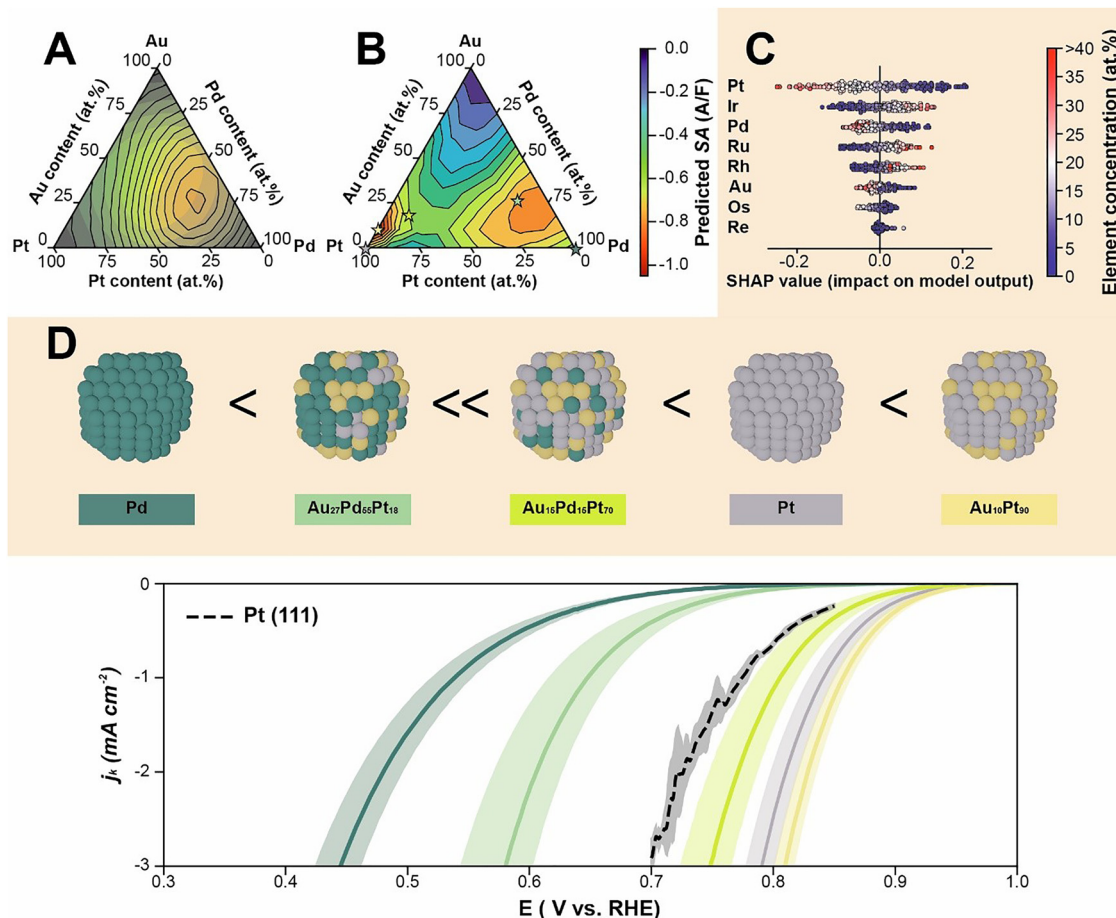 A
B
C
Au
100 0
Au content (at.%)
Pd content (at.%)
75 25
50 50
25 75
Pt 0 100 Pd
100 75 50 25 0
Pt content (at.%)
Au
100 0
Au content (at.%)
Pd content (at.%)
75 25
50 50
25 75
Pt 0 100 Pd
100 75 50 25 0
Pt content (at.%)
0.0
-0.2
-0.4
-0.6
-0.8
-1.0
Predicted SA (A/F)
Pt
Ir
Pd
Ru
Rh
Au
Os
Re
-0.2 0.0 0.2
SHAP value (impact on model output)
>40
35
30
25
20
15
10
5
0
Element concentration (at.%)
D
< << < <
Pd
Au₂₇Pd₅₅Pt₁₈
Au₁₅Pd₁₅Pt₇₀
Pt
Au₁₀Pt₉₀
Pt (111)
0
-1
-2
-3
jₖ (mA cm⁻²)
0.3 0.4 0.5 0.6 0.7 0.8 0.9 1.0
E ( V vs. RHE)